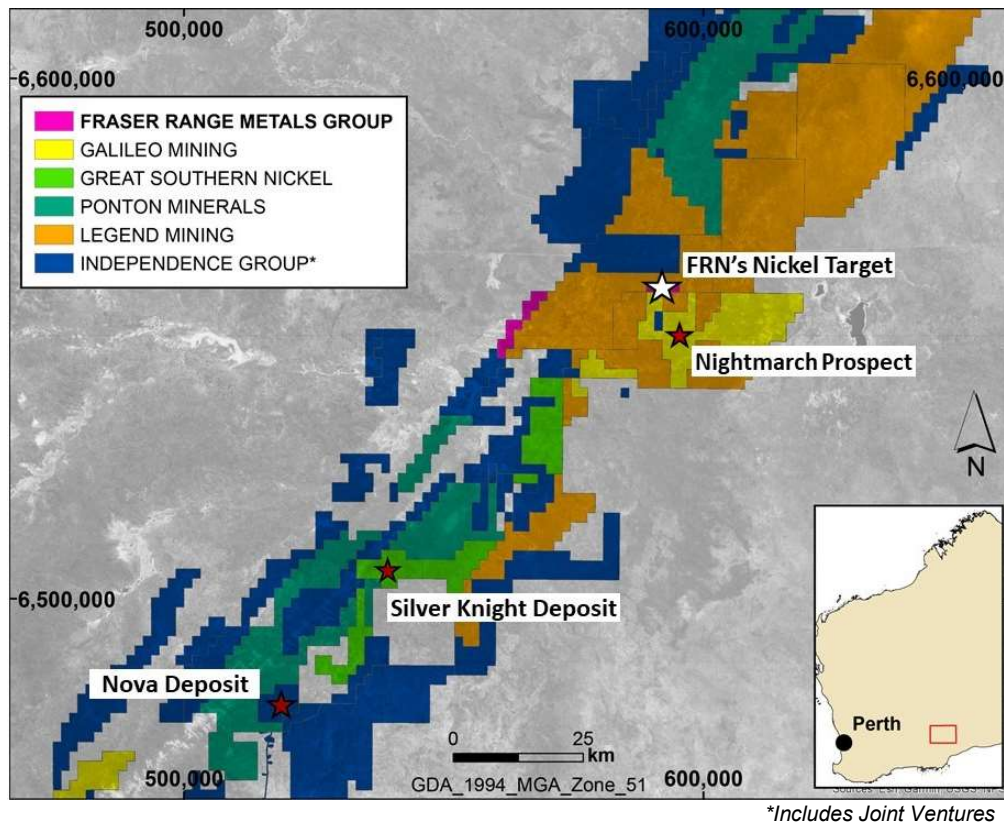 500,000
600,000
6,600,000
6,600,000
FRASER RANGE METALS GROUP
GALILEO MINING
GREAT SOUTHERN NICKEL
PONTON MINERALS
LEGEND MINING
INDEPENDENCE GROUP*
FRN's Nickel Target
Nightmarch Prospect
N
6,500,000
Silver Knight Deposit
Nova Deposit
Perth
0 25
km
500,000
600,000
GDA_1994_MGA_Zone_51
*Includes Joint Ventures